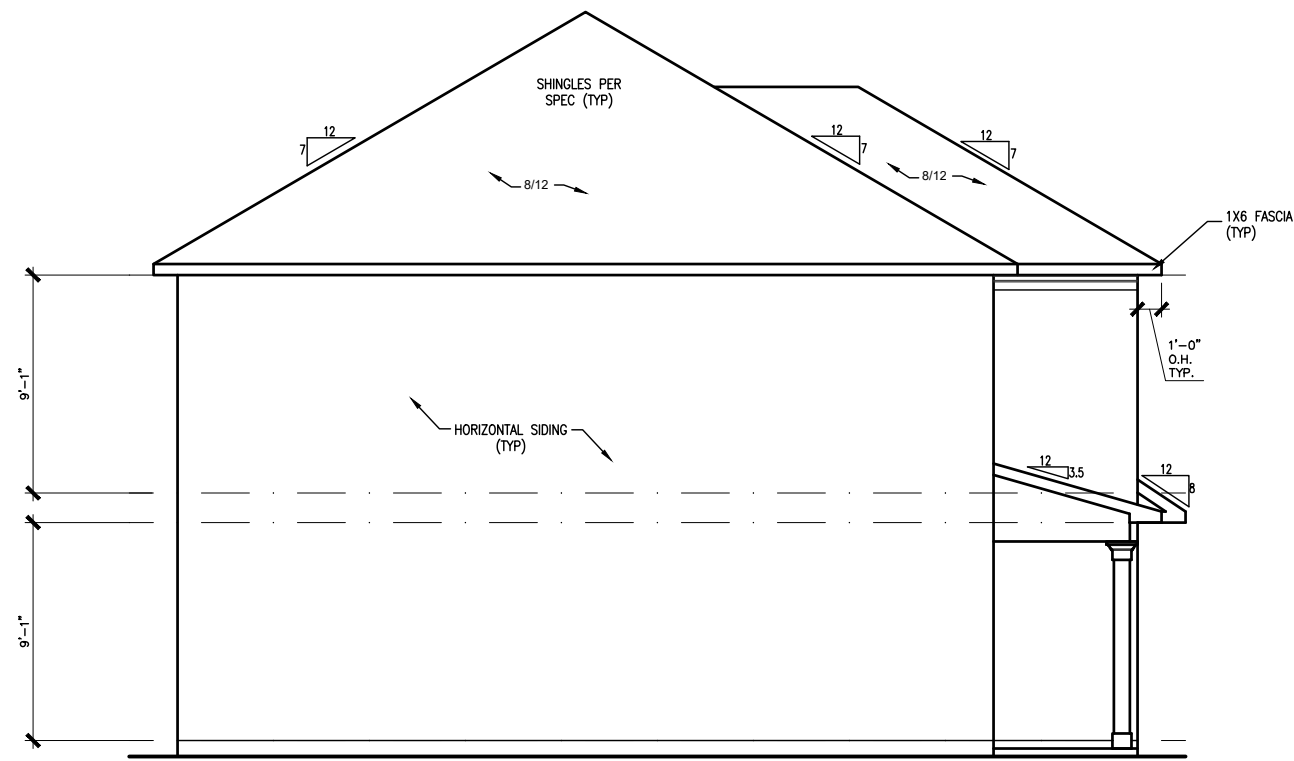 SHINGLES PER
SPEC (TYP)
12
7
12
7
12
7
8/12
8/12
1X6 FASCIA
(TYP)
1'-0"
O.H.
TYP.
9'-1"
HORIZONTAL SIDING
(TYP)
12
3.5
12
8
9'-1"